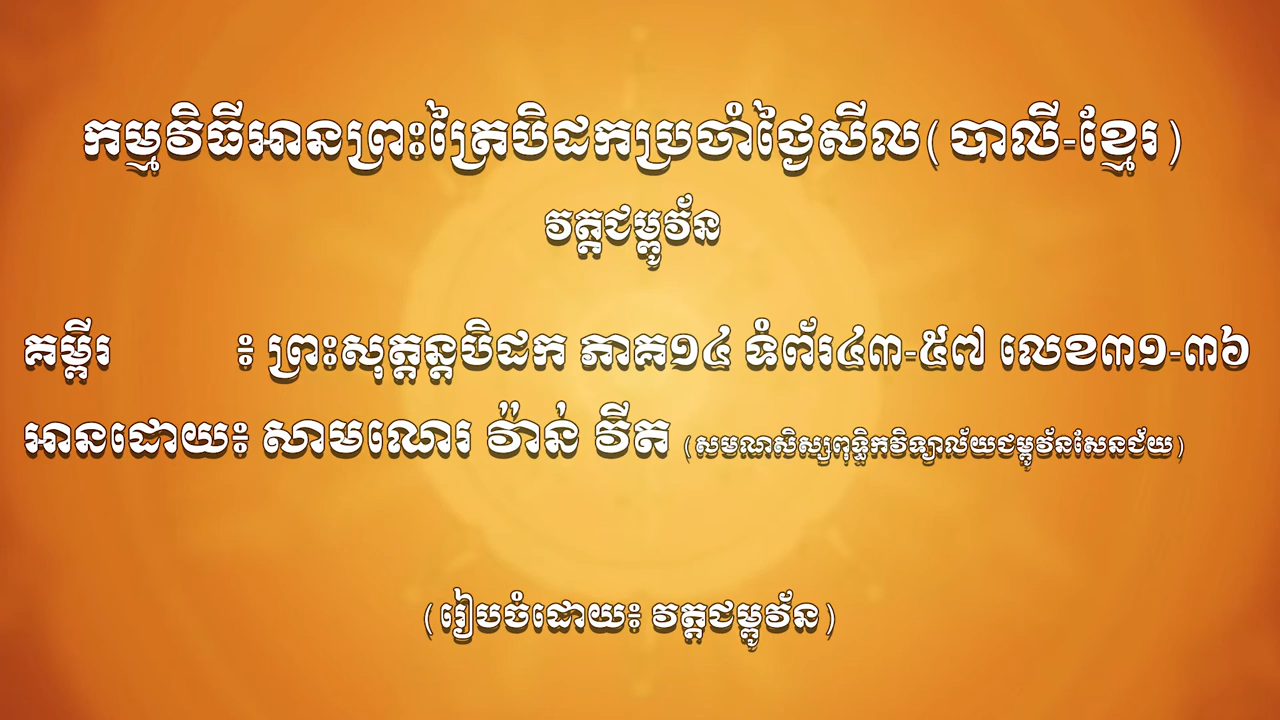 កម្មវិធីអានព្រះត្រៃបិដកប្រចាំថ្ងៃសីល(បាលី-ខ្មែរ)
វត្តជម្ពូវ័ន
គម្ពីរ ៖ ព្រះសុត្តន្តបិដក ភាគ១៤ ទំព័រ៤៣-៥៧ លេខ៣១-៣៦
អានដោយ៖ សាមណេរ វ៉ាន់ រីត (សមណសិស្សពុទ្ធិកវិទ្យាល័យជម្ពូវ័នសែនជ័យ)
(រៀបចំដោយ៖ វត្តជម្ពូវ័ន)